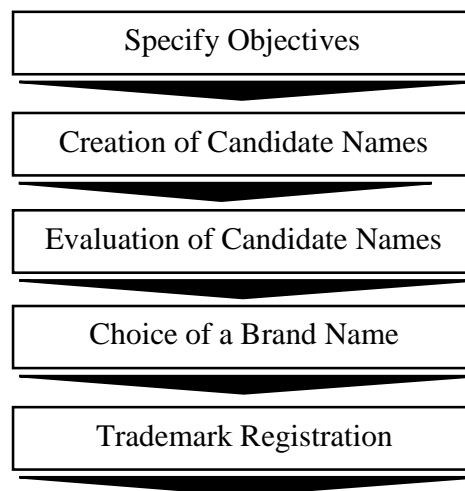 Specify Objectives
Creation of Candidate Names
Evaluation of Candidate Names
Choice of a Brand Name
Trademark Registration